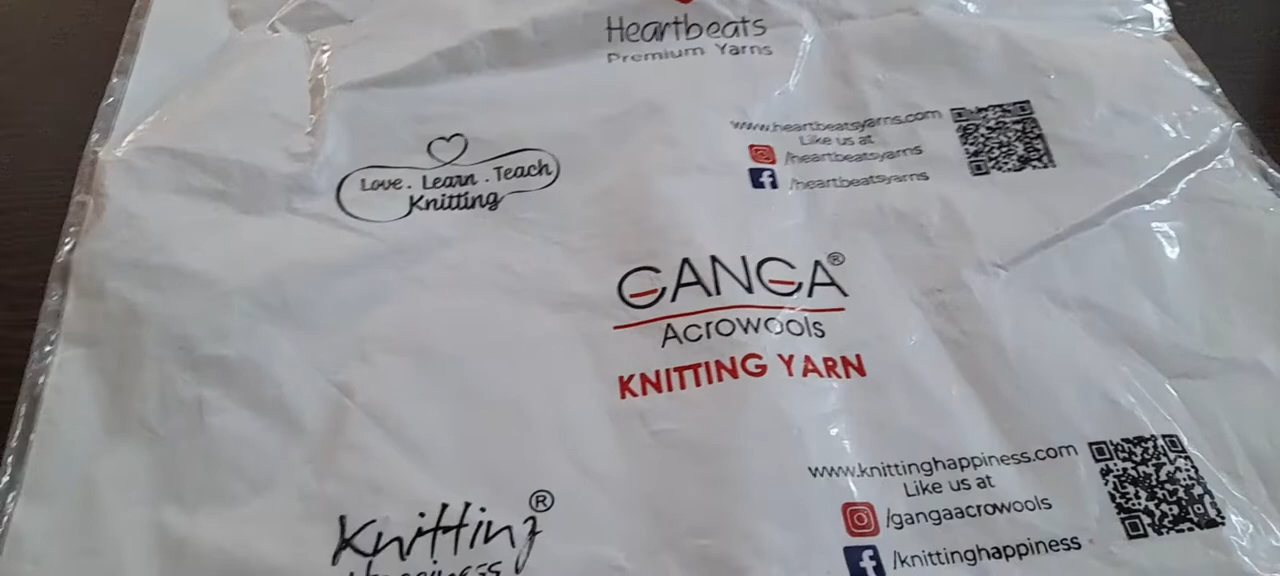 Heartbeats
Premium Yarns
www.heartbeatsyarns.com
Like us at
/heartbeatsyarns
/heartbeatsyarns
Love. Learn. Teach
Knitting
GANGA®
Acrowools
KNITTING YARN
www.knittinghappiness.com
Like us at
/gangaacrowools
/knittinghappiness
Knitting®